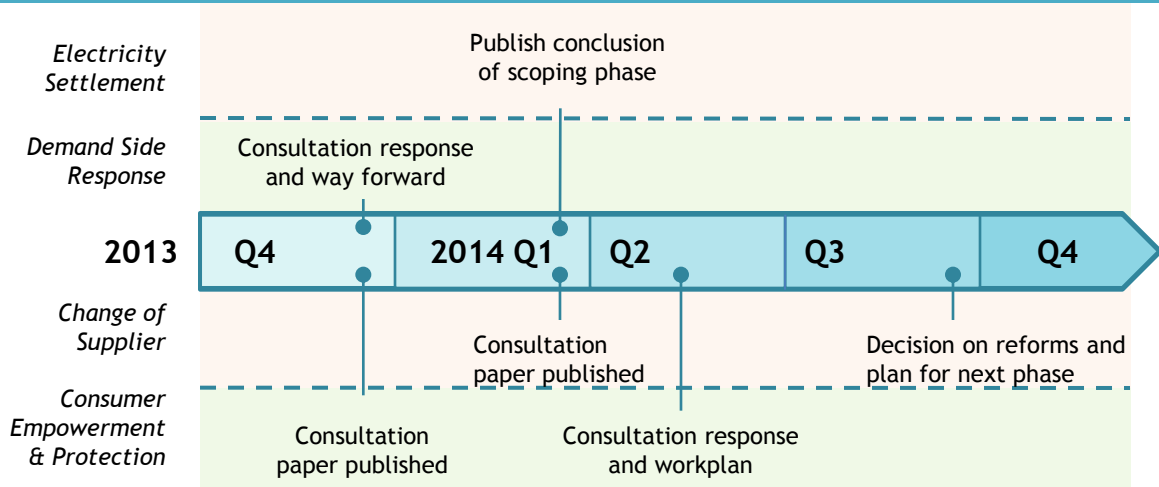 Electricity
Settlement
Publish conclusion
of scoping phase
Demand Side
Response
Consultation response
and way forward
2013
Q4
2014 Q1
Q2
Q3
Q4
Change of
Supplier
Consultation
paper published
Decision on reforms and
plan for next phase
Consumer
Empowerment
& Protection
Consultation
paper published
Consultation response
and workplan